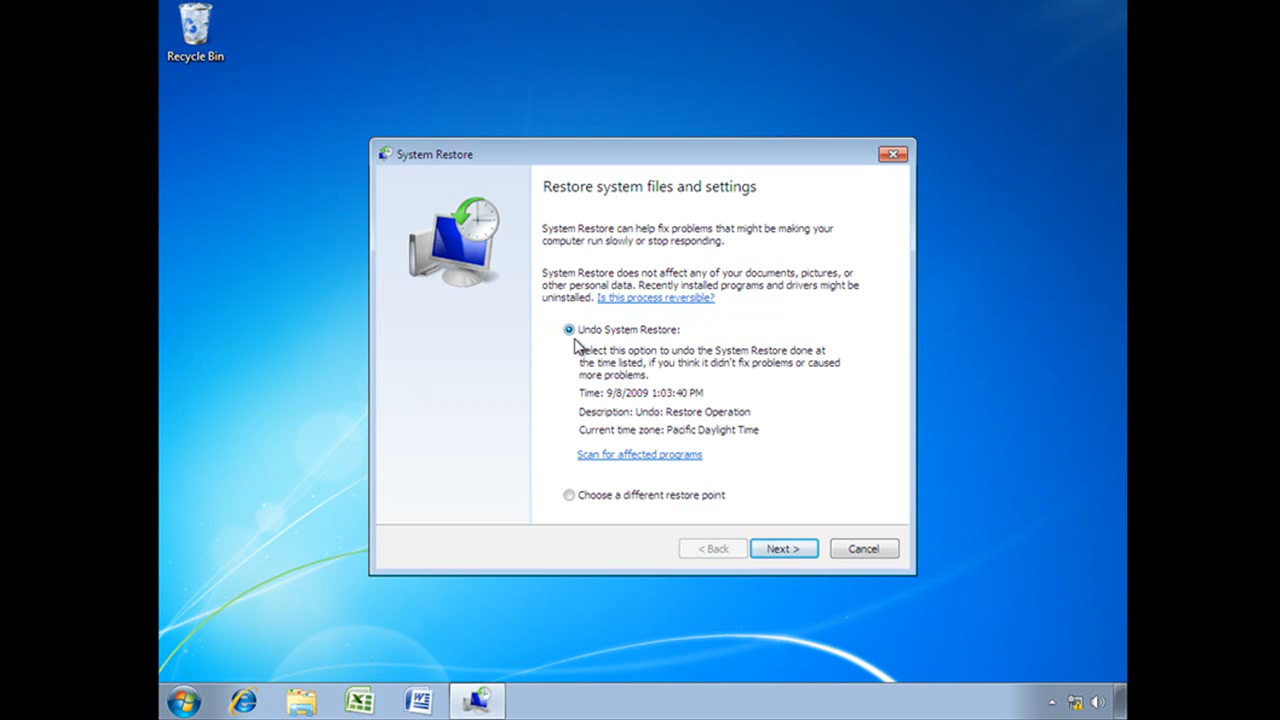 Recycle Bin
System Restore
Restore system files and settings
System Restore can help fix problems that might be making your
computer run slowly or stop responding.
System Restore does not affect any of your documents, pictures, or
other personal data. Recently installed programs and drivers might be
uninstalled. Is this process reversible?
Undo System Restore:
Select this option to undo the System Restore done at
the time listed, if you think it didn't fix problems or caused
more problems.
Time: 9/8/2009 1:03:40 PM
Description: Undo: Restore Operation
Current time zone: Pacific Daylight Time
Scan for affected programs
Choose a different restore point
< Back Next > Cancel